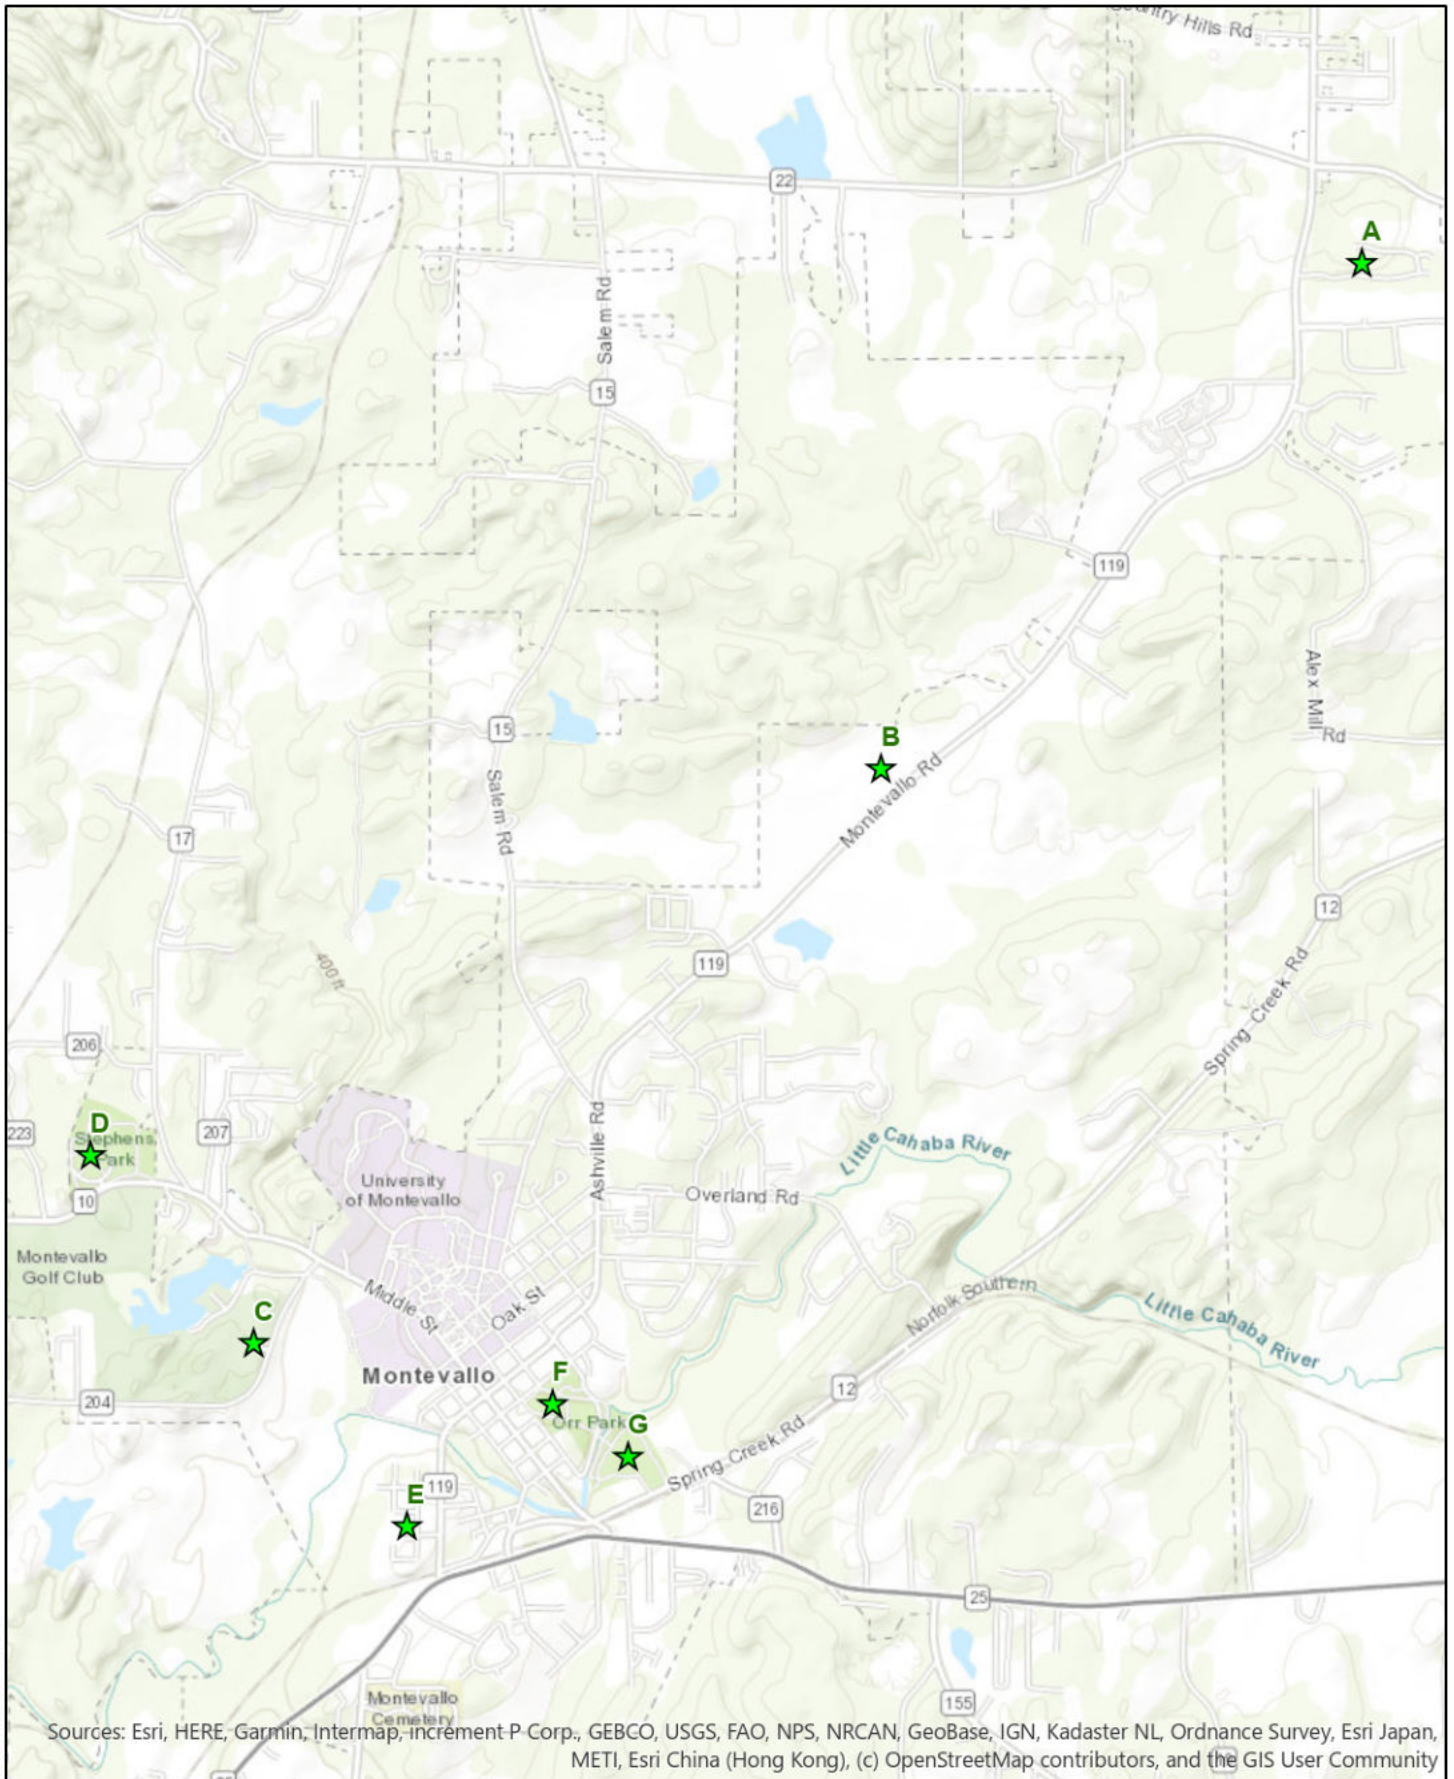 Country Hills Rd
22
A
Salem Rd
15
119
Alex Mill
Rd
15
B
Montevallo Rd
Salem Rd
17
12
119
400 ft
Spring Creek Rd
206
D
Stephens
Park
223
207
Ashville Rd
Little Cahaba River
University
of Montevallo
Overland Rd
10
Montevallo
Golf Club
Middle St
Oak St
Norfolk Southern
Little Cahaba River
C
Montevallo
F
12
204
Orr Park
G
Spring Creek Rd
E
119
216
25
Montevallo
Cemetery
155
Sources: Esri, HERE, Garmin, Intermap, increment P Corp., GEBCO, USGS, FAO, NPS, NRCAN, GeoBase, IGN, Kadaster NL, Ordnance Survey, Esri Japan,
METI, Esri China (Hong Kong), (c) OpenStreetMap contributors, and the GIS User Community